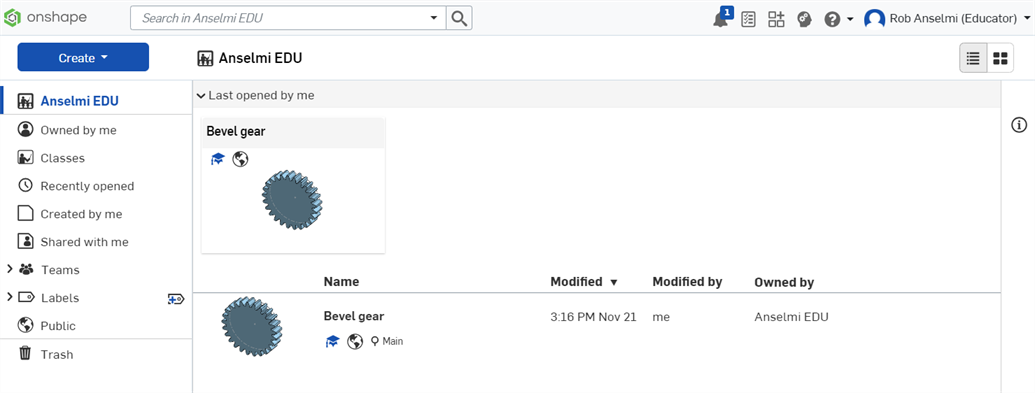 onshape
Search in Anselmi EDU
1
Rob Anselmi (Educator)
Create
Anselmi EDU
Anselmi EDU
Owned by me
Classes
Recently opened
Created by me
Shared with me
Teams
Labels
Public
Trash
Last opened by me
Bevel gear
Name Modified Modified by Owned by
Bevel gear 3:16 PM Nov 21 me Anselmi EDU
Main